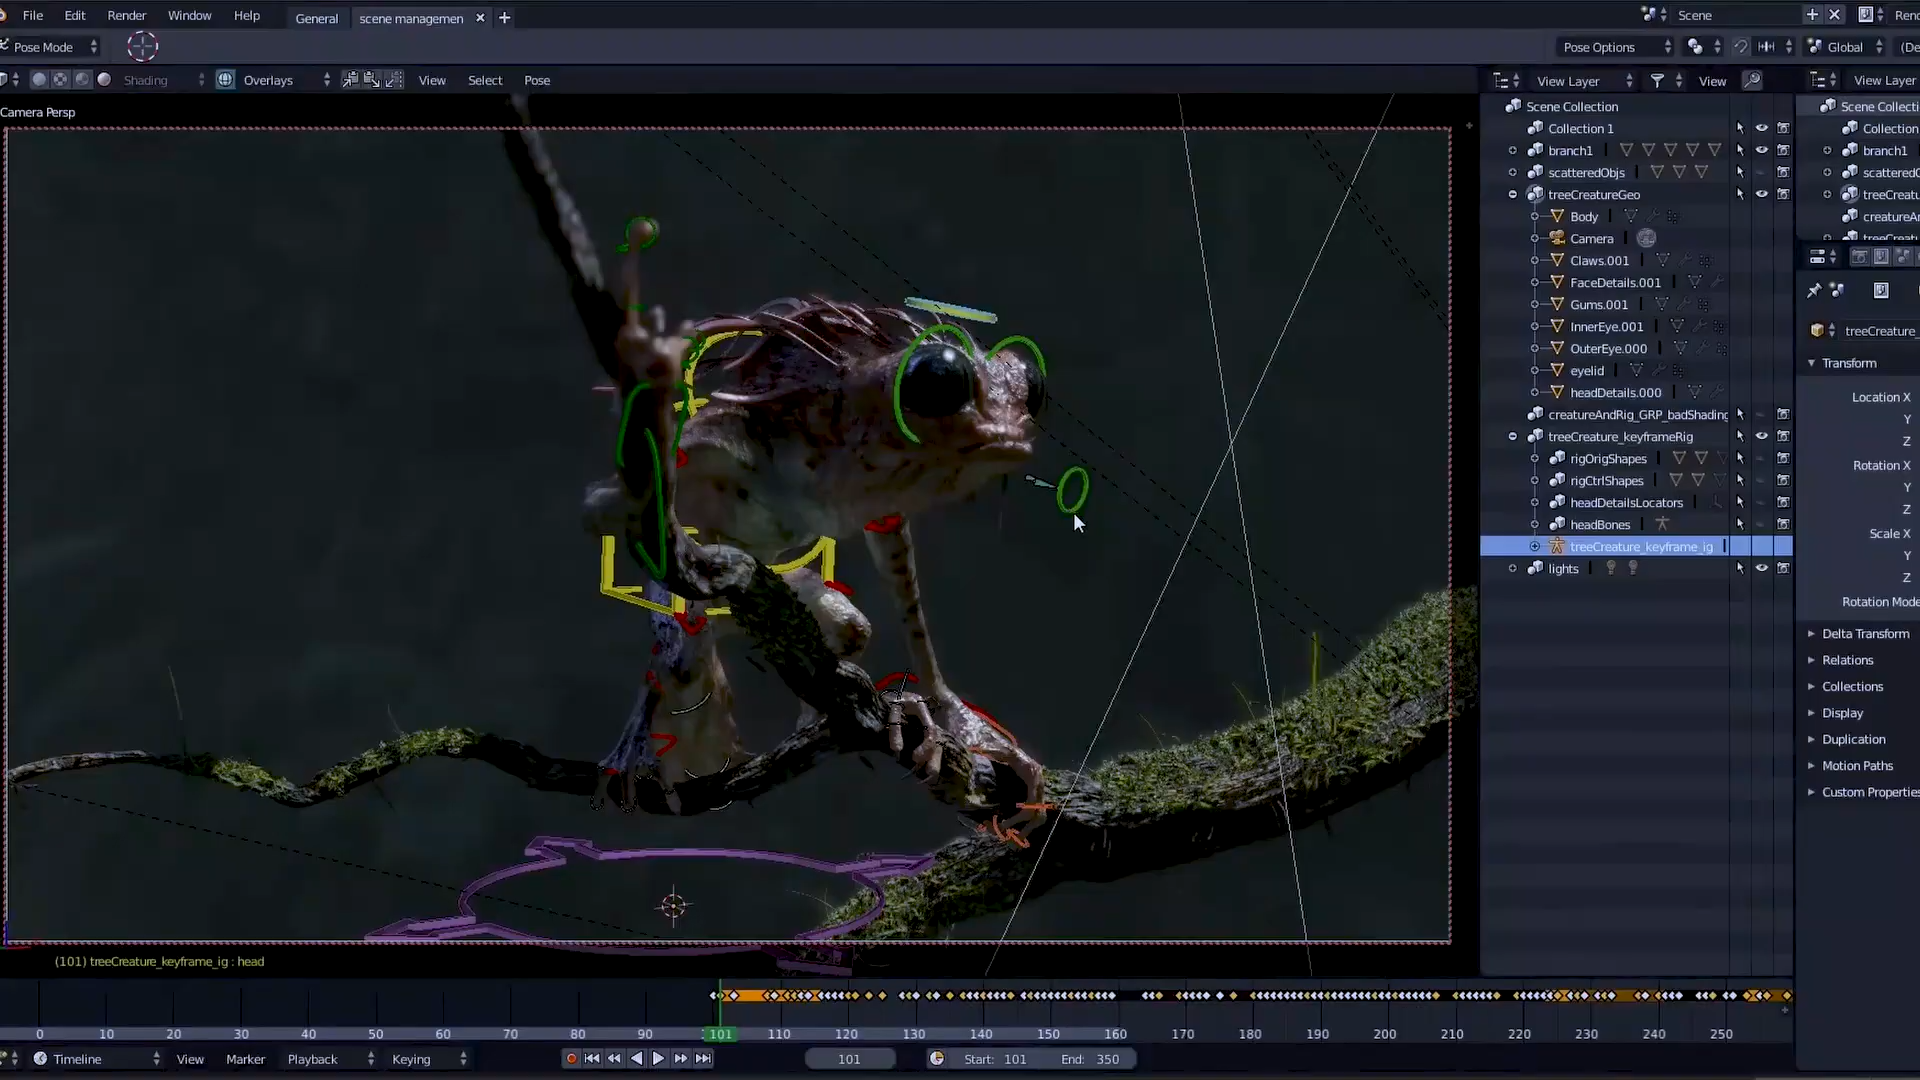 File Edit Render Window Help General scene managemen Scene
Pose Mode Pose Options Global
Shading Overlays View Select Pose View Layer View View Layer
Camera Persp
Scene Collection
Collection 1
branch1
scatteredObjs
treeCreatureGeo
Body
Camera
Claws.001
FaceDetails.001
Gums.001
InnerEye.001
OuterEye.000
eyelid
headDetails.000
creatureAndRig_GRP_badShading
treeCreature_keyframeRig
rigOrigShapes
rigCtrlShapes
headDetailsLocators
headBones
treeCreature_keyframe_ig
lights
Scene Collecti
Collection
branch1
scatteredO
treeCreatu
creatureAr
treeCreature_
Transform
Location X
Y
Z
Rotation X
Y
Z
Scale X
Y
Z
Rotation Mode
Delta Transform
Relations
Collections
Display
Duplication
Motion Paths
Custom Properties
(101) treeCreature_keyframe_ig : head
0 10 20 30 40 50 60 70 80 90 101 110 120 130 140 150 160 170 180 190 200 210 220 230 240 250
Timeline View Marker Playback Keying 101 Start: 101 End: 350